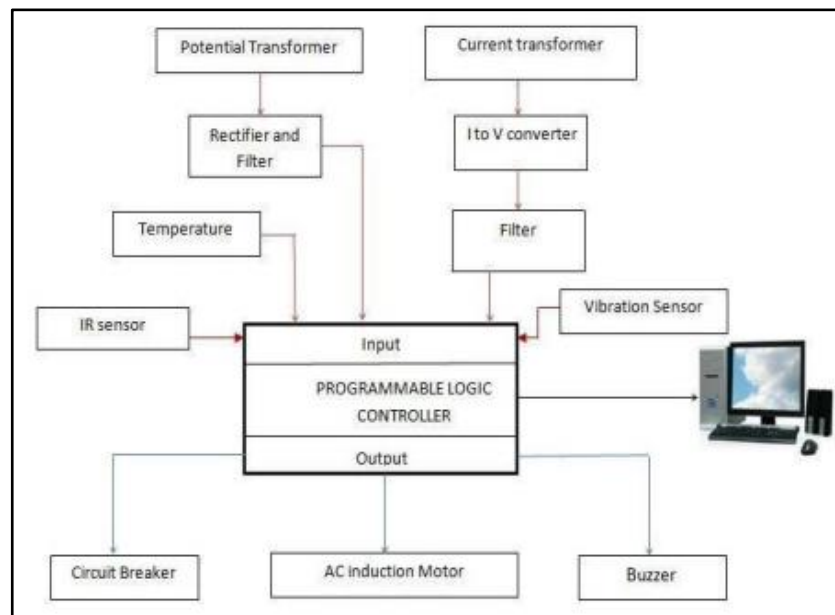 Potential Transformer
Current transformer
Rectifier and
Filter
I to V converter
Temperature
Filter
IR sensor
Vibration Sensor
Input
PROGRAMMABLE LOGIC
CONTROLLER
Output
Circuit Breaker
AC induction Motor
Buzzer